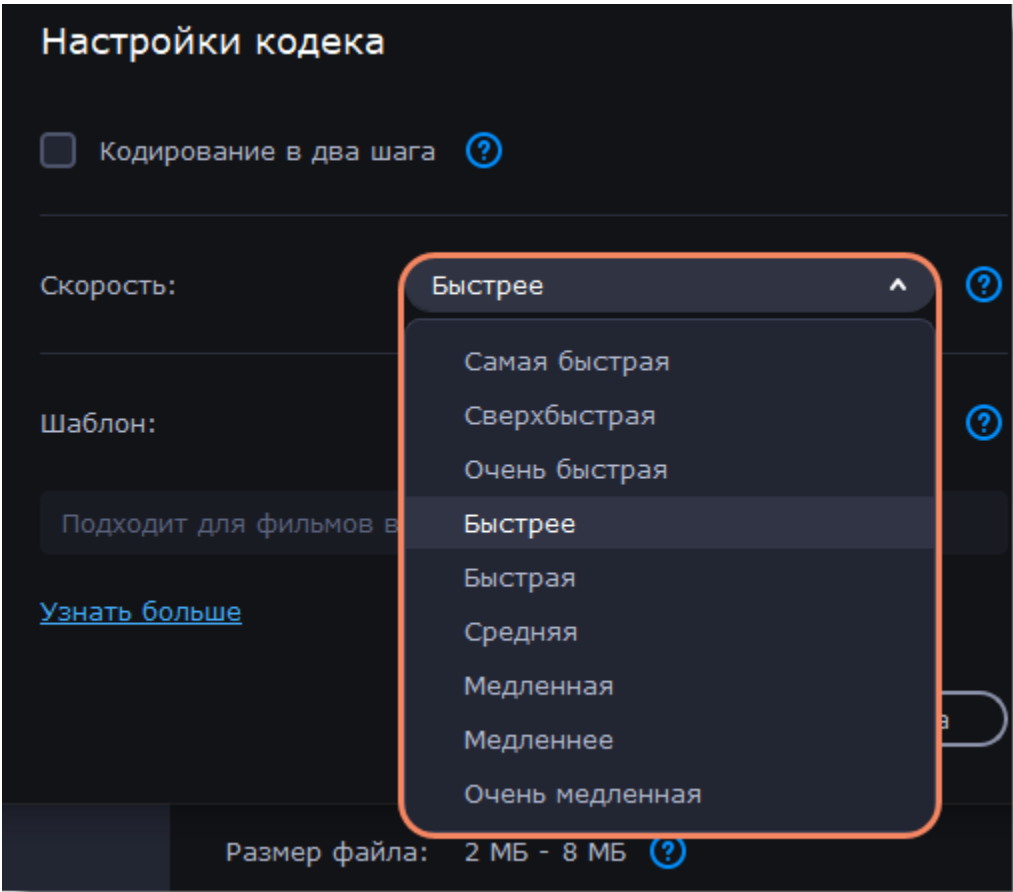 Настройки кодека
Кодирование в два шага ?
Скорость: Быстрее ?
Самая быстрая
Сверхбыстрая
Шаблон: ?
Очень быстрая
Подходит для фильмов в
Быстрее
Быстрая
Узнать больше
Средняя
Медленная
Медленнее
Очень медленная
Размер файла: 2 МБ - 8 МБ ?